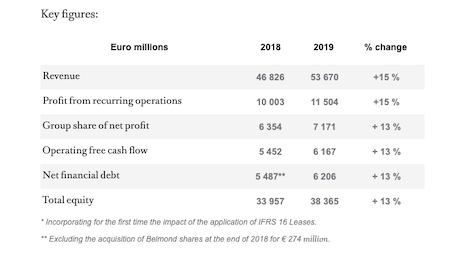 Key figures:
Euro millions 2018 2019 % change
Revenue 46 826 53 670 +15 %
Profit from recurring operations 10 003 11 504 +15 %
Group share of net profit 6 354 7 171 + 13 %
Operating free cash flow 5 452 6 167 + 13 %
Net financial debt 5 487** 6 206 + 13 %
Total equity 33 957 38 365 + 13 %
* Incorporating for the first time the impact of the application of IFRS 16 Leases.
** Excluding the acquisition of Belmond shares at the end of 2018 for € 274 million.